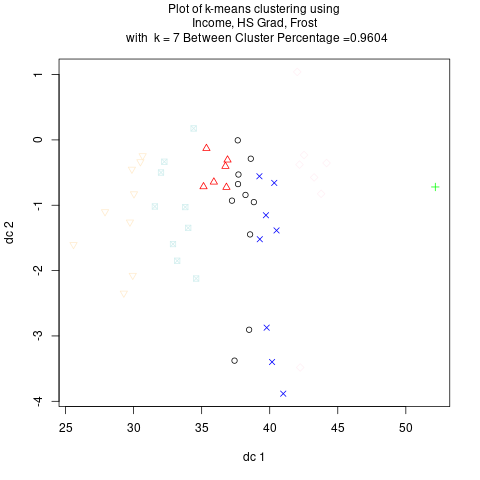 Plot of k-means clustering using
Income, HS Grad, Frost
with k = 7 Between Cluster Percentage =0.9604
1
0
-1
-2
-3
-4
dc 2
25 30 35 40 45 50
dc 1